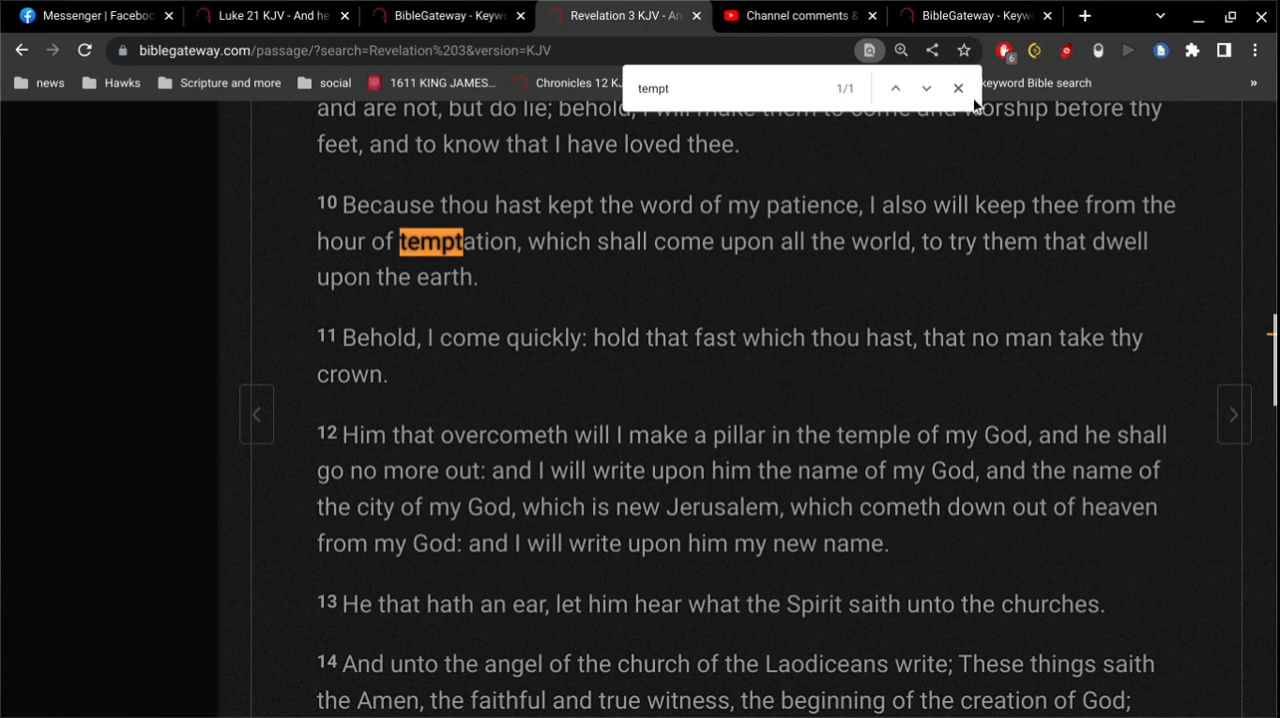 Messenger | Faceboo
Luke 21 KJV - And he
BibleGateway - Keyw
Revelation 3 KJV - An
Channel comments &
BibleGateway - Keyw
biblegateway.com/passage/?search=Revelation%203&version=KJV
6
news
Hawks
Scripture and more
social
1611 KING JAMES...
Chronicles 12 K
keyword Bible search
»
tempt
1/1
and are not, but do lie; behold, I will make them to come and worship before thy
feet, and to know that I have loved thee.
10 Because thou hast kept the word of my patience, I also will keep thee from the
hour of temptation, which shall come upon all the world, to try them that dwell
upon the earth.
11 Behold, I come quickly: hold that fast which thou hast, that no man take thy
crown.
12 Him that overcometh will I make a pillar in the temple of my God, and he shall
go no more out: and I will write upon him the name of my God, and the name of
the city of my God, which is new Jerusalem, which cometh down out of heaven
from my God: and I will write upon him my new name.
13 He that hath an ear, let him hear what the Spirit saith unto the churches.
14 And unto the angel of the church of the Laodiceans write; These things saith
the Amen, the faithful and true witness, the beginning of the creation of God;